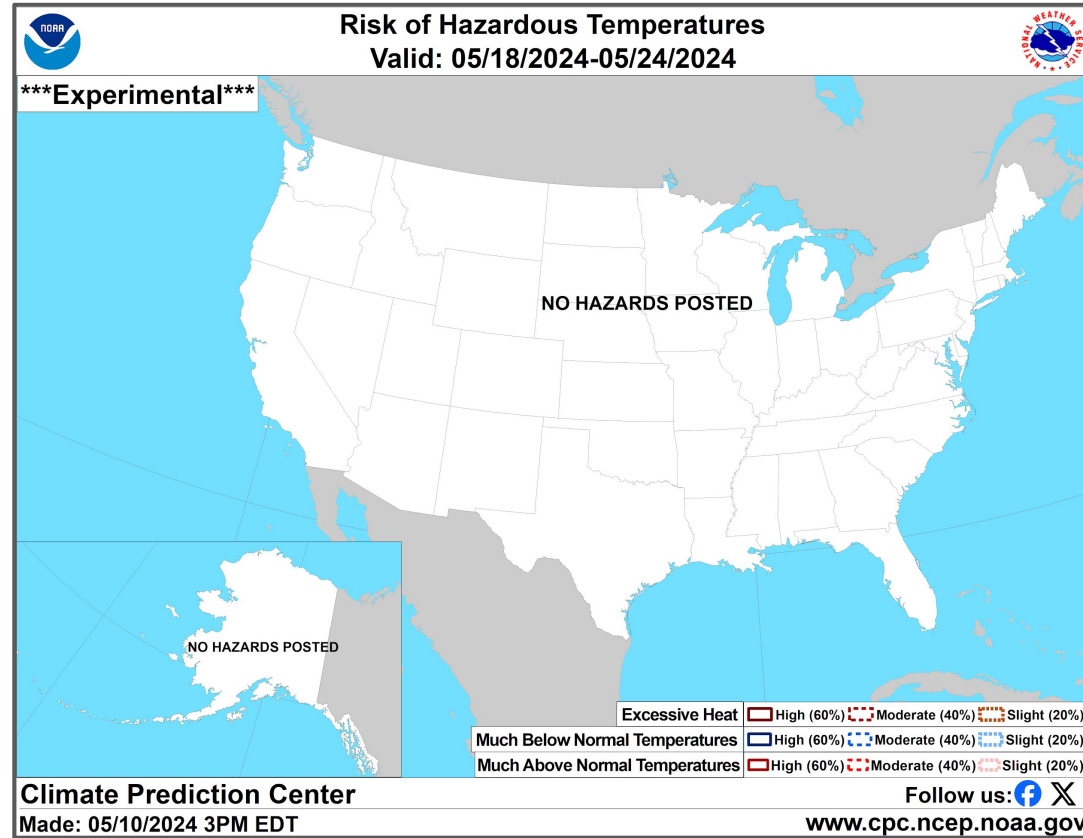 NOAA
Risk of Hazardous Temperatures
Valid: 05/18/2024-05/24/2024
NATIONAL WEATHER SERVICE
***Experimental***
NO HAZARDS POSTED
NO HAZARDS POSTED
Excessive Heat High (60%) Moderate (40%) Slight (20%)
Much Below Normal Temperatures High (60%) Moderate (40%) Slight (20%)
Much Above Normal Temperatures High (60%) Moderate (40%) Slight (20%)
Climate Prediction Center
Follow us:
Made: 05/10/2024 3PM EDT
www.cpc.ncep.noaa.gov